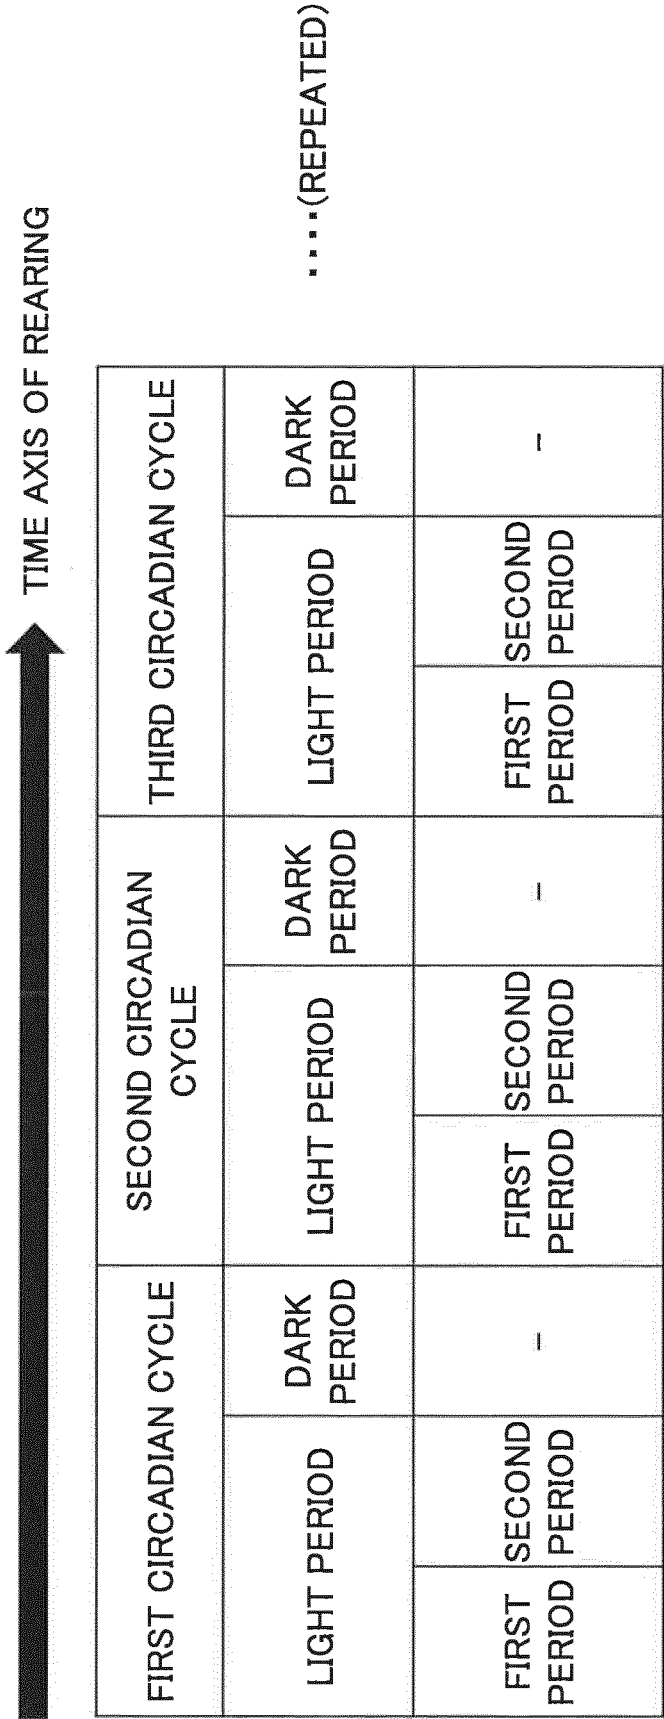 TIME AXIS OF REARING
FIRST CIRCADIAN CYCLE
SECOND CIRCADIAN
CYCLE
THIRD CIRCADIAN CYCLE
LIGHT PERIOD
DARK
PERIOD
LIGHT PERIOD
DARK
PERIOD
LIGHT PERIOD
DARK
PERIOD
····(REPEATED)
FIRST
PERIOD
SECOND
PERIOD
–
FIRST
PERIOD
SECOND
PERIOD
–
FIRST
PERIOD
SECOND
PERIOD
–